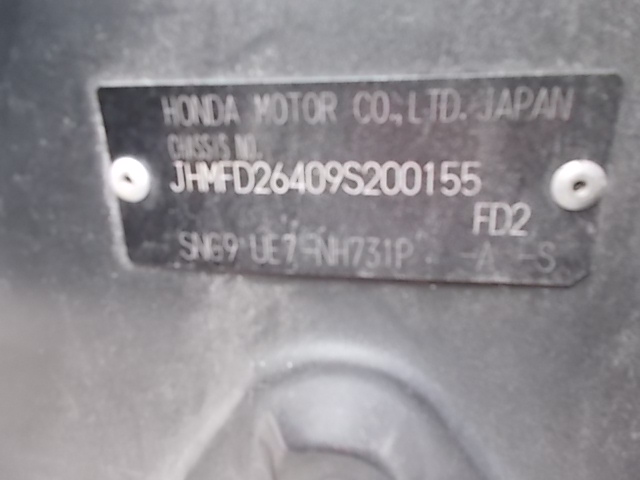 HONDA MOTOR CO.,LTD. JAPAN
CHASSIS NO.
JHMFD26409S200155
FD2
SNG9 UE7-NH731P -A -S